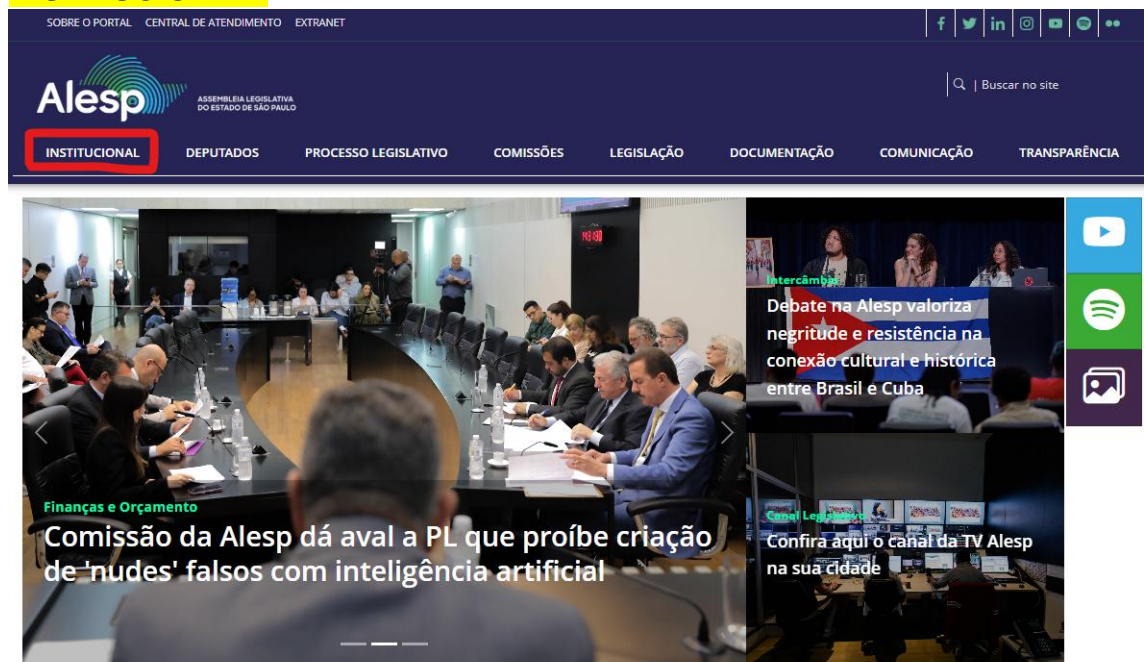 SOBRE O PORTAL CENTRAL DE ATENDIMENTO EXTRANET
Alesp
ASSEMBLEIA LEGISLATIVA
DO ESTADO DE SÃO PAULO
| Buscar no site
INSTITUCIONAL DEPUTADOS PROCESSO LEGISLATIVO COMISSÕES LEGISLAÇÃO DOCUMENTAÇÃO COMUNICAÇÃO TRANSPARÊNCIA
Finanças e Orçamento
Comissão da Alesp dá aval a PL que proíbe criação
de 'nudes' falsos com inteligência artificial
Intercâmbio
Debate na Alesp valoriza
negritude e resistência na
conexão cultural e histórica
entre Brasil e Cuba
Canal Legislativo
Confira aqui o canal da TV Alesp
na sua cidade